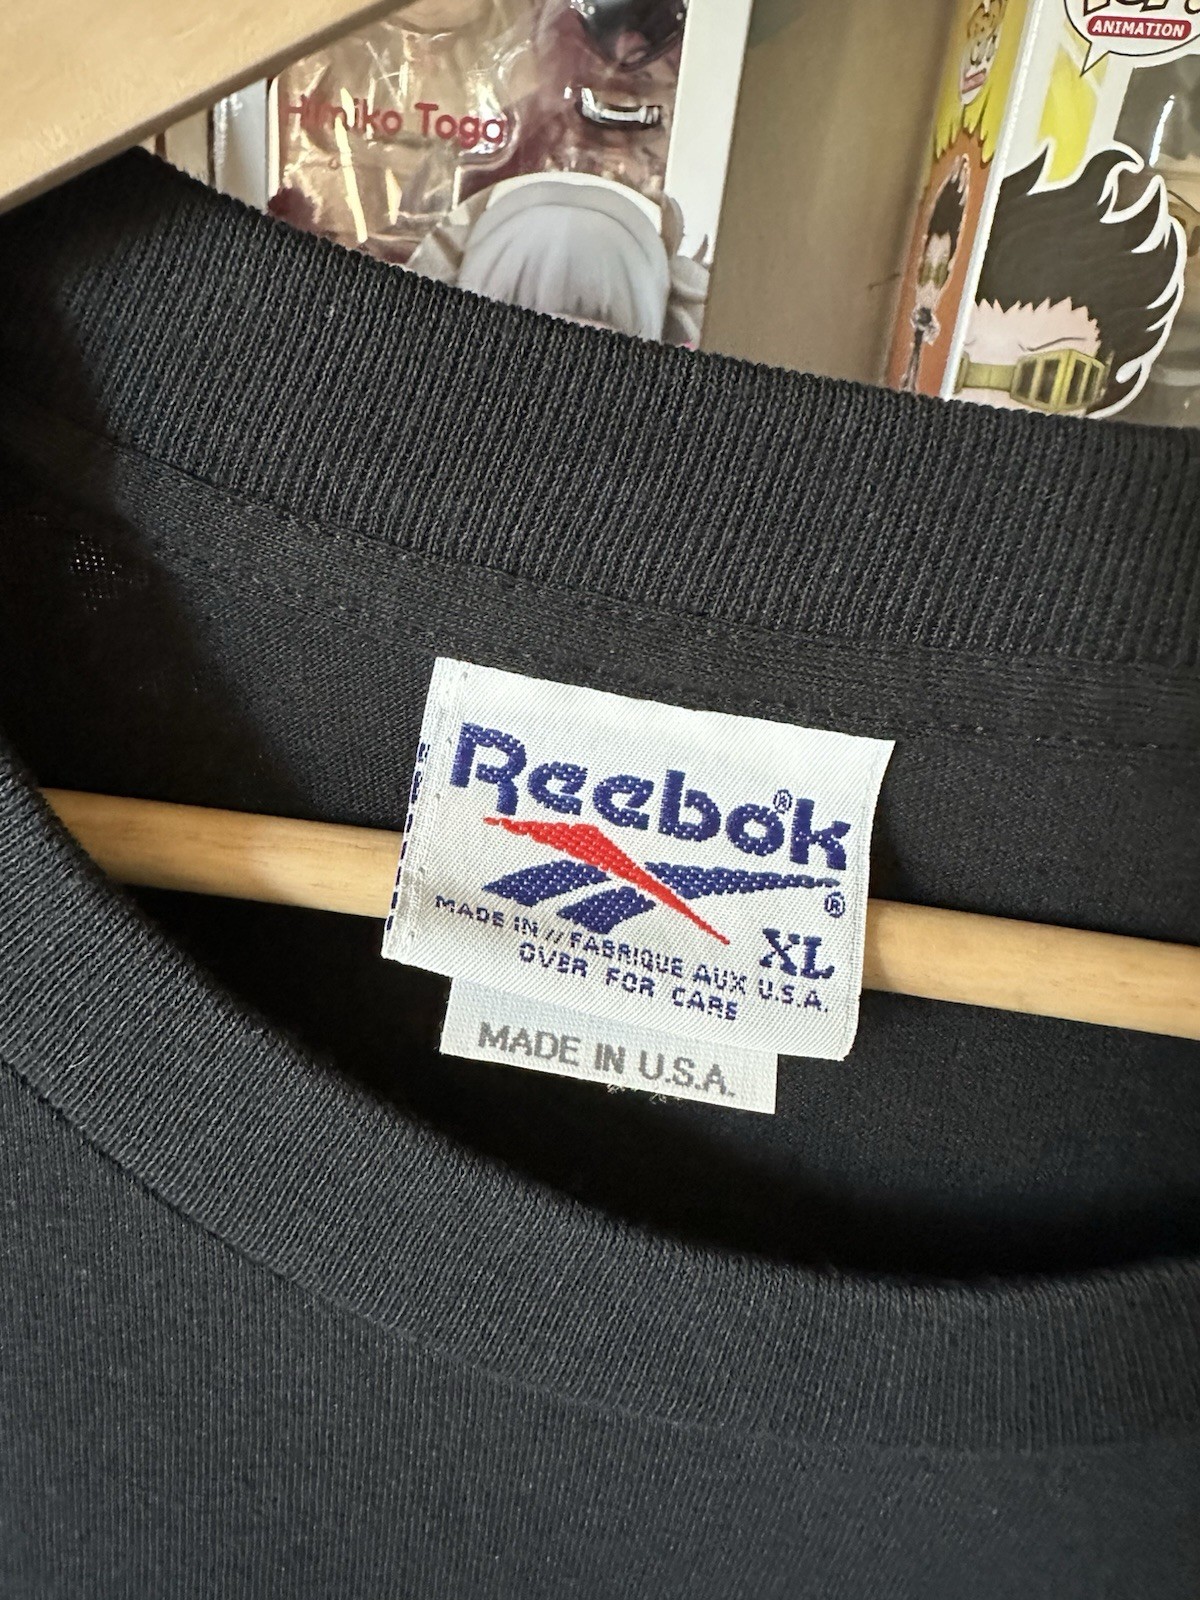 Himiko Toga
ANIMATION
Reebok®
®
XL
MADE IN // FABRIQUE AUX U.S.A.
OVER FOR CARE
MADE IN U.S.A.